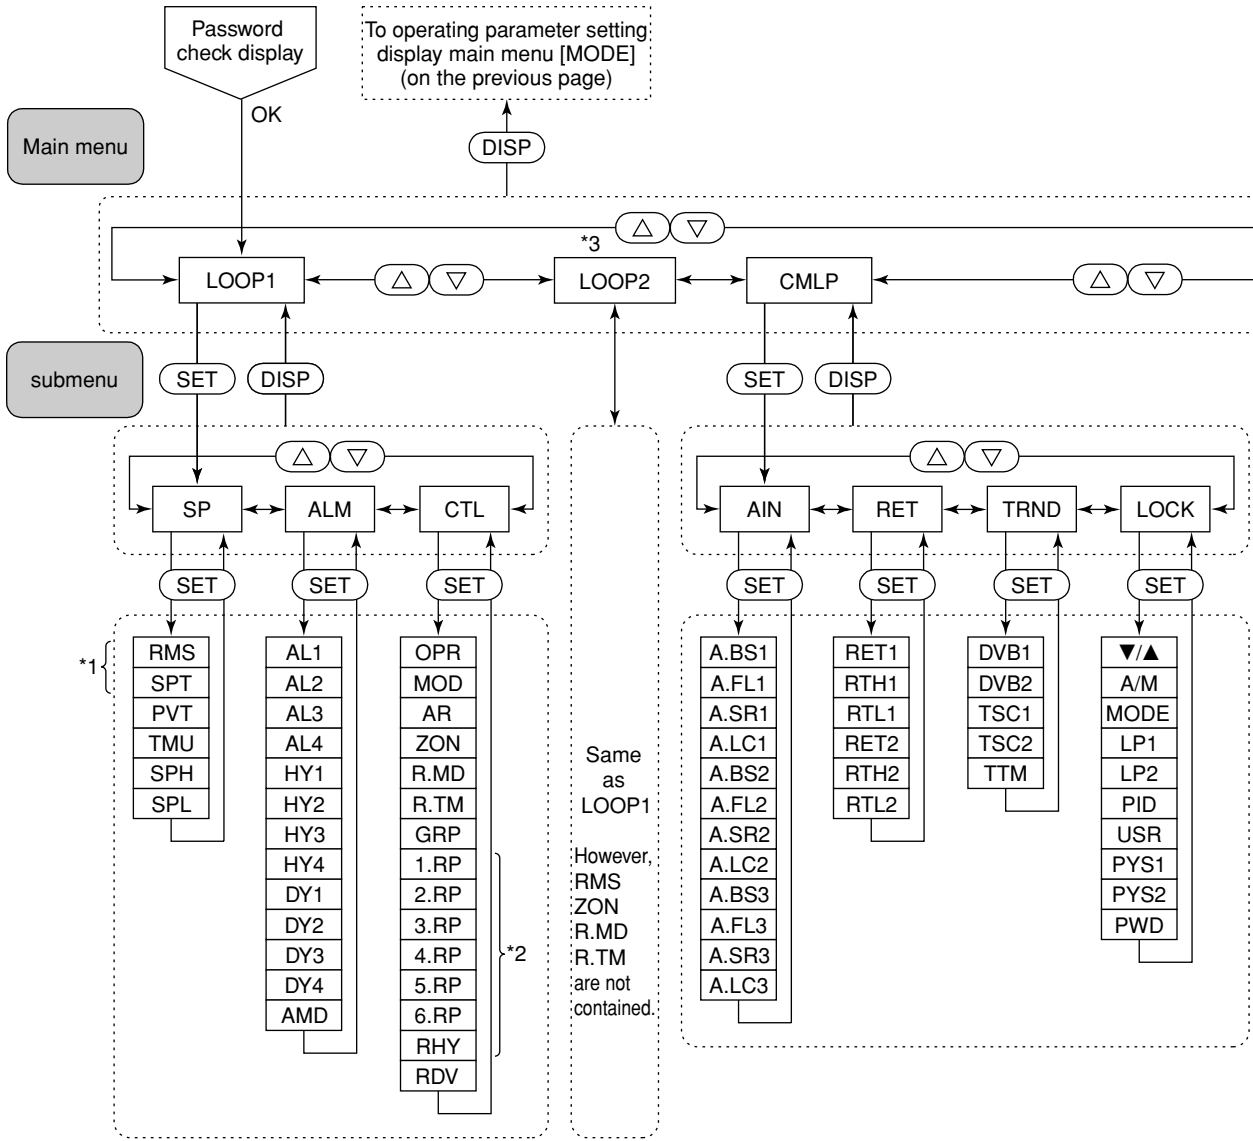 Password
check display
To operating parameter setting
display main menu [MODE]
(on the previous page)
OK
Main menu
DISP
△ ▽
*3
LOOP1
△ ▽
LOOP2
CMLP
△ ▽
submenu
SET
DISP
SET
DISP
△ ▽
△ ▽
SP
ALM
CTL
AIN
RET
TRND
LOCK
SET
SET
SET
SET
SET
SET
SET
*1
RMS
SPT
PVT
TMU
SPH
SPL
AL1
AL2
AL3
AL4
HY1
HY2
HY3
HY4
DY1
DY2
DY3
DY4
AMD
OPR
MOD
AR
ZON
R.MD
R.TM
GRP
1.RP
2.RP
3.RP
4.RP
5.RP
6.RP
RHY
RDV
*2
Same
as
LOOP1
However,
RMS
ZON
R.MD
R.TM
are not
contained.
A.BS1
A.FL1
A.SR1
A.LC1
A.BS2
A.FL2
A.SR2
A.LC2
A.BS3
A.FL3
A.SR3
A.LC3
RET1
RTH1
RTL1
RET2
RTH2
RTL2
DVB1
DVB2
TSC1
TSC2
TTM
▼/▲
A/M
MODE
LP1
LP2
PID
USR
PYS1
PYS2
PWD